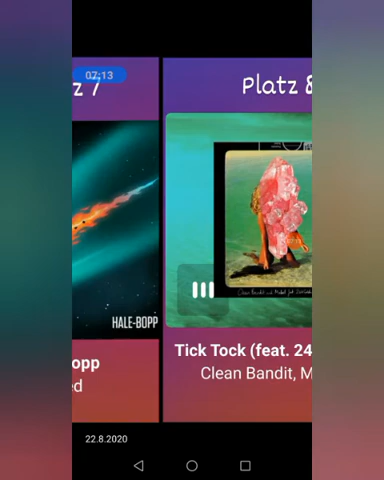 07:13
z 7
Platz 8
HALE-BOPP
opp
ed
Tick Tock (feat. 24
Clean Bandit, M
22.8.2020